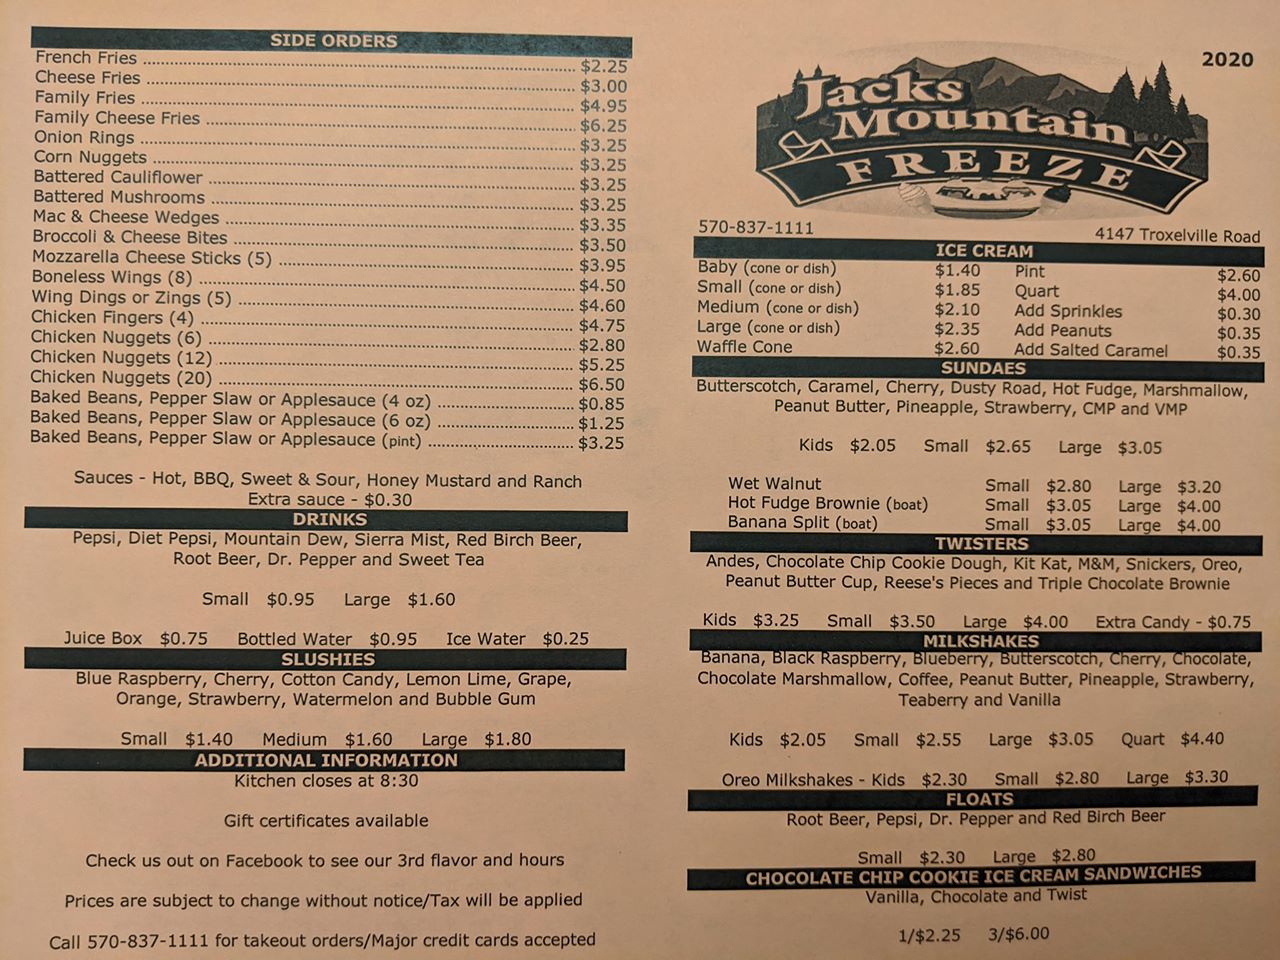 SIDE ORDERS
French Fries $2.25
Cheese Fries $3.00
Family Fries $4.95
Family Cheese Fries $6.25
Onion Rings $3.25
Corn Nuggets $3.25
Battered Cauliflower $3.25
Battered Mushrooms $3.25
Mac & Cheese Wedges $3.35
Broccoli & Cheese Bites $3.50
Mozzarella Cheese Sticks (5) $3.95
Boneless Wings (8) $4.50
Wing Dings or Zings (5) $4.60
Chicken Fingers (4) $4.75
Chicken Nuggets (6) $2.80
Chicken Nuggets (12) $5.25
Chicken Nuggets (20) $6.50
Baked Beans, Pepper Slaw or Applesauce (4 oz) $0.85
Baked Beans, Pepper Slaw or Applesauce (6 oz) $1.25
Baked Beans, Pepper Slaw or Applesauce (pint) $3.25
Sauces - Hot, BBQ, Sweet & Sour, Honey Mustard and Ranch
Extra sauce - $0.30
DRINKS
Pepsi, Diet Pepsi, Mountain Dew, Sierra Mist, Red Birch Beer,
Root Beer, Dr. Pepper and Sweet Tea
Small $0.95 Large $1.60
Juice Box $0.75 Bottled Water $0.95 Ice Water $0.25
SLUSHIES
Blue Raspberry, Cherry, Cotton Candy, Lemon Lime, Grape,
Orange, Strawberry, Watermelon and Bubble Gum
Small $1.40 Medium $1.60 Large $1.80
ADDITIONAL INFORMATION
Kitchen closes at 8:30
Gift certificates available
Check us out on Facebook to see our 3rd flavor and hours
Prices are subject to change without notice/Tax will be applied
Call 570-837-1111 for takeout orders/Major credit cards accepted
2020
Jacks
Mountain
FREEZE
570-837-1111 4147 Troxelville Road
ICE CREAM
Baby (cone or dish) $1.40 Pint $2.60
Small (cone or dish) $1.85 Quart $4.00
Medium (cone or dish) $2.10 Add Sprinkles $0.30
Large (cone or dish) $2.35 Add Peanuts $0.35
Waffle Cone $2.60 Add Salted Caramel $0.35
SUNDAES
Butterscotch, Caramel, Cherry, Dusty Road, Hot Fudge, Marshmallow,
Peanut Butter, Pineapple, Strawberry, CMP and VMP
Kids $2.05 Small $2.65 Large $3.05
Wet Walnut Small $2.80 Large $3.20
Hot Fudge Brownie (boat) Small $3.05 Large $4.00
Banana Split (boat) Small $3.05 Large $4.00
TWISTERS
Andes, Chocolate Chip Cookie Dough, Kit Kat, M&M, Snickers, Oreo,
Peanut Butter Cup, Reese's Pieces and Triple Chocolate Brownie
Kids $3.25 Small $3.50 Large $4.00 Extra Candy - $0.75
MILKSHAKES
Banana, Black Raspberry, Blueberry, Butterscotch, Cherry, Chocolate,
Chocolate Marshmallow, Coffee, Peanut Butter, Pineapple, Strawberry,
Teaberry and Vanilla
Kids $2.05 Small $2.55 Large $3.05 Quart $4.40
Oreo Milkshakes - Kids $2.30 Small $2.80 Large $3.30
FLOATS
Root Beer, Pepsi, Dr. Pepper and Red Birch Beer
Small $2.30 Large $2.80
CHOCOLATE CHIP COOKIE ICE CREAM SANDWICHES
Vanilla, Chocolate and Twist
1/$2.25 3/$6.00